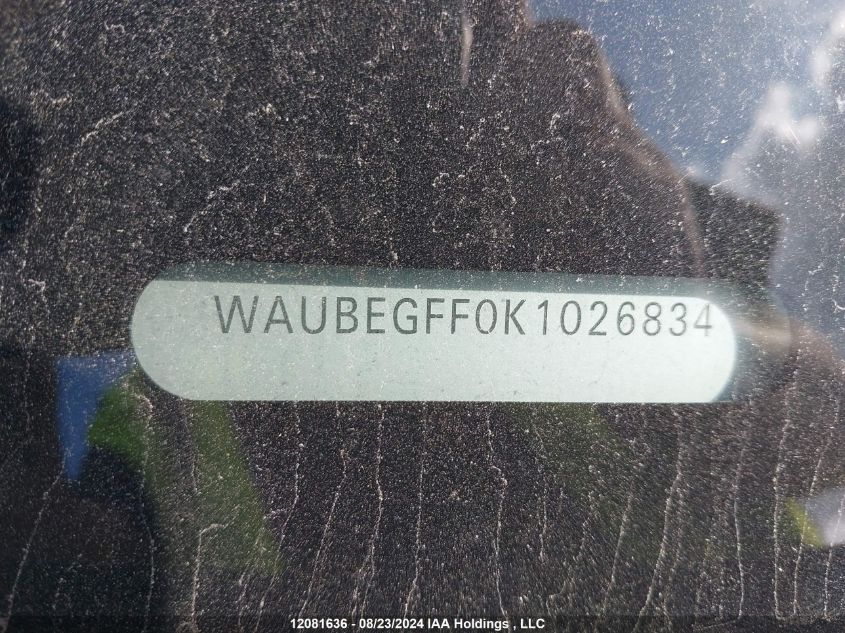 WAUBEGFF0K1026834
12081636 - 08/23/2024 IAA Holdings , LLC